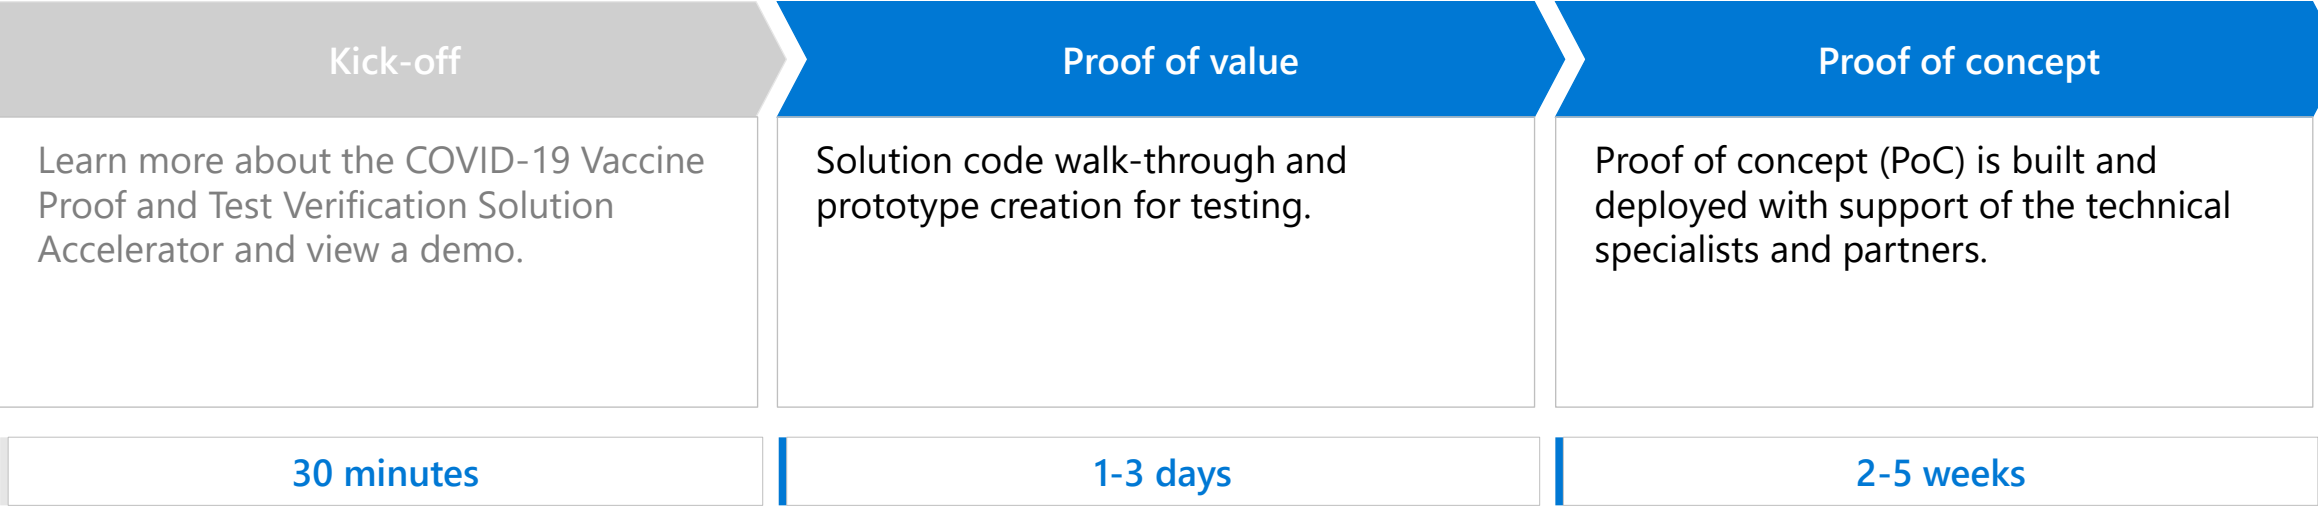 Kick-off
Learn more about the COVID-19 Vaccine
Proof and Test Verification Solution
Accelerator and view a demo.
30 minutes
Proof of value
Solution code walk-through and
prototype creation for testing.
1-3 days
Proof of concept
Proof of concept (PoC) is built and
deployed with support of the technical
specialists and partners.
2-5 weeks